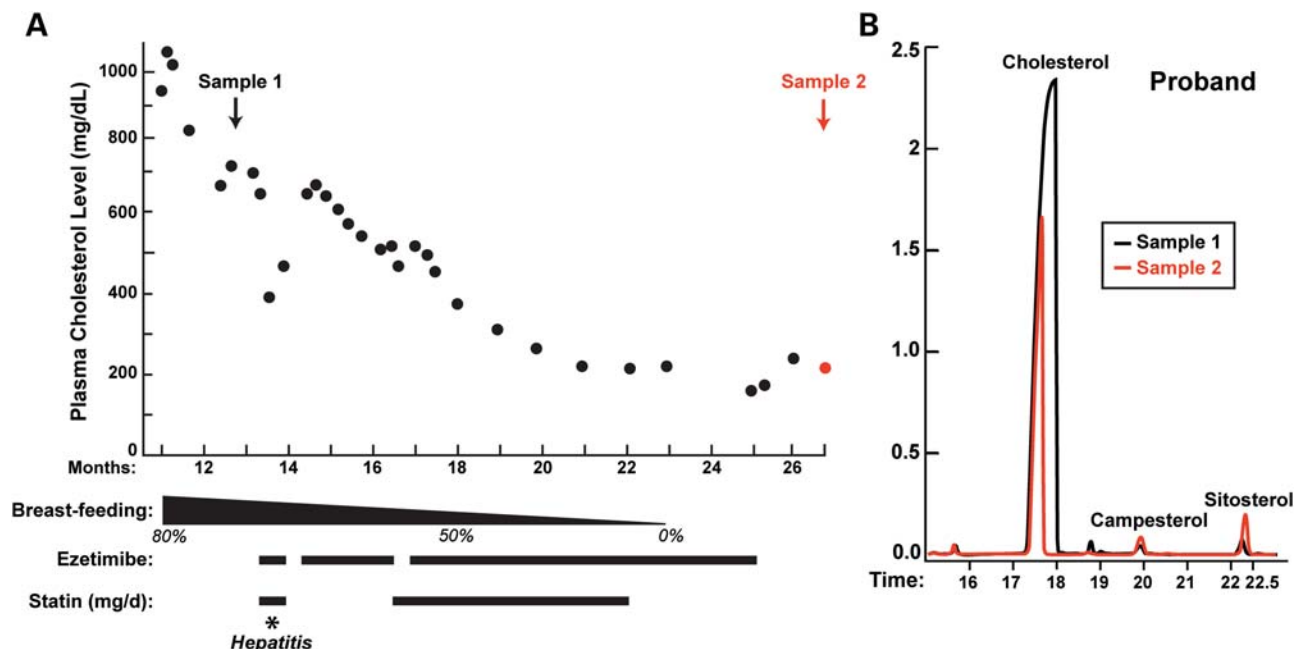 A
Plasma Cholesterol Level (mg/dL)
1000
800
600
400
200
0
Sample 1
Sample 2
Months: 12 14 16 18 20 22 24 26
Breast-feeding:
80% 50% 0%
Ezetimibe:
Statin (mg/d):
*
Hepatitis
B
2.5
2
1.5
1.0
0.5
0.0
Cholesterol
Proband
Sample 1
Sample 2
Campesterol
Sitosterol
Time: 16 17 18 19 20 21 22 22.5